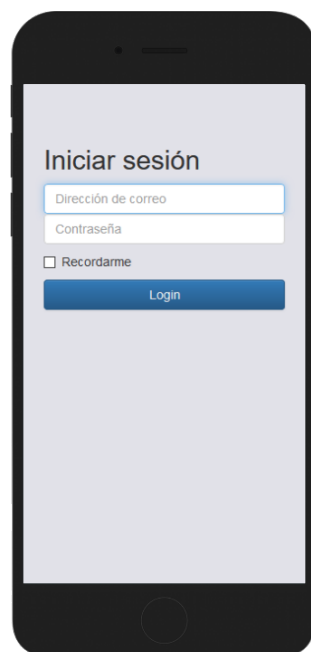 Iniciar sesión
Dirección de correo
Contraseña
Recordarme
Login